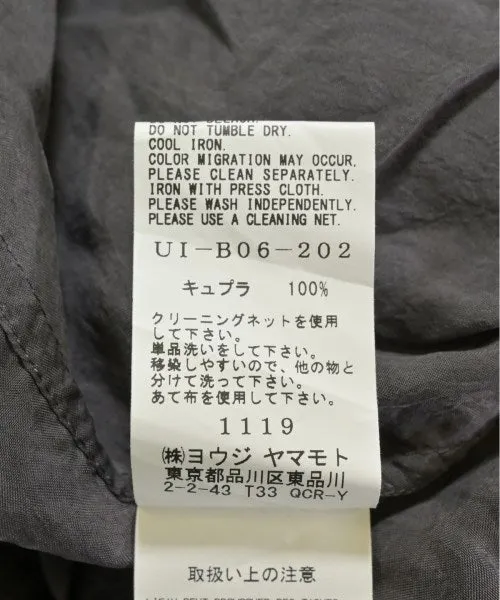 DO NOT TUMBLE DRY.
COOL IRON.
COLOR MIGRATION MAY OCCUR.
PLEASE CLEAN SEPARATELY.
IRON WITH PRESS CLOTH.
PLEASE WASH INDEPENDENTLY.
PLEASE USE A CLEANING NET.
UI-B06-202
キュプラ 100%
クリーニングネットを使用
して下さい。
単品洗いをして下さい。
移染しやすいので、他の物と
分けて洗って下さい。
あて布を使用して下さい。
1119
㈱ヨウジ ヤマモト
東京都品川区東品川
2-2-43 T33 QCR-Y
取扱い上の注意